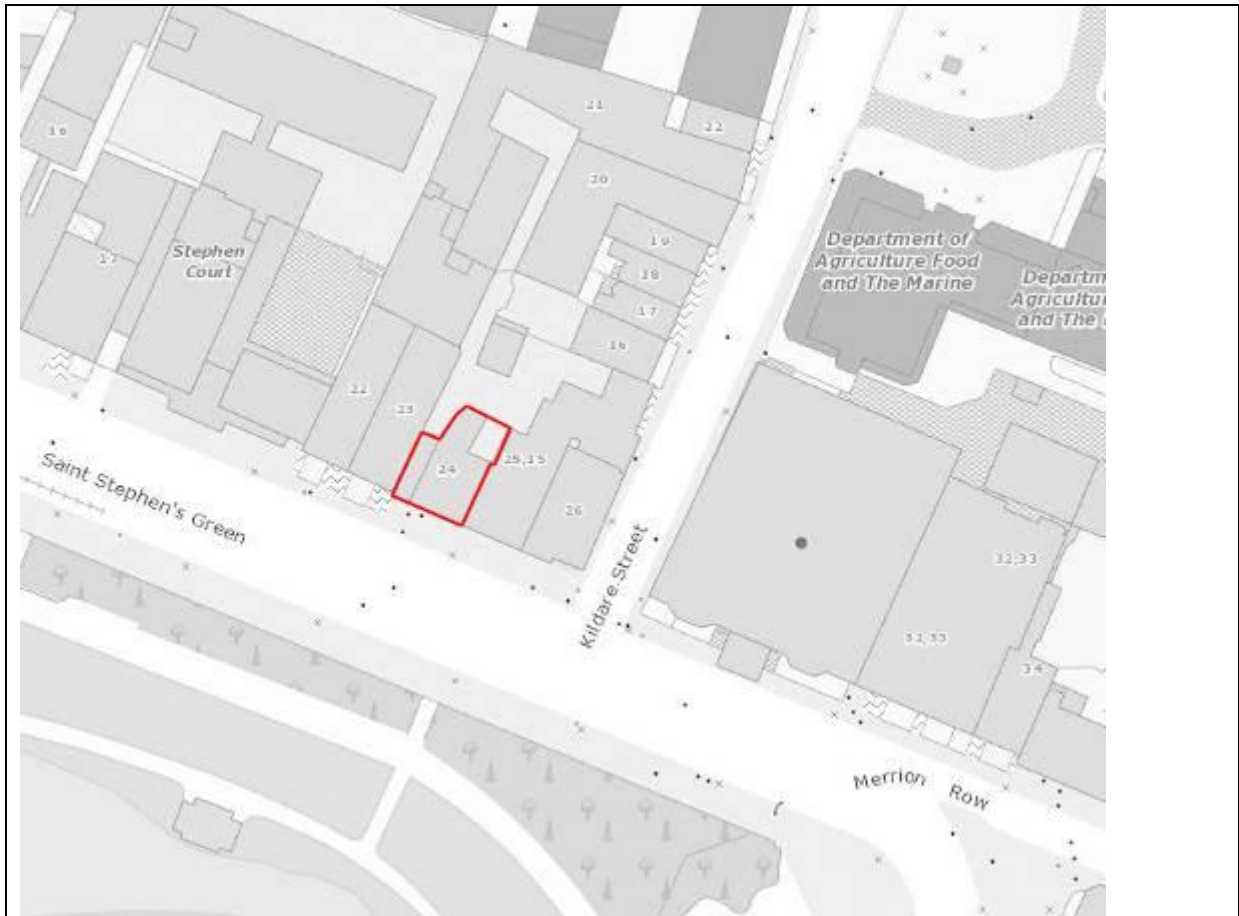 21
22
16
20
19
Stephen
Court
17
18
17
16
Department of
Agriculture Food
and The Marine
Departm
Agricultu
and The
22
23
24
25,15
26
Saint Stephen's Green
Kildare Street
32,33
32,33
34
Merrion Row